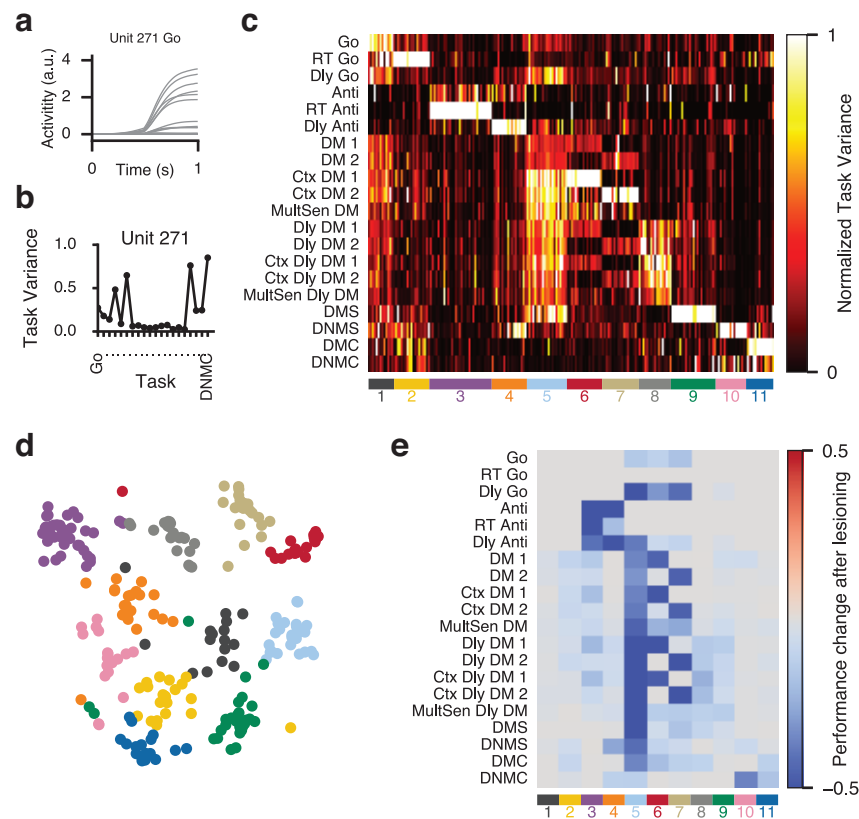 a
Unit 271 Go
Activitity (a.u.)
4
2
0
0
Time (s)
1
b
Unit 271
Task Variance
1.0
0.5
0.0
Go
Task
DNMC
c
Go
RT Go
Dly Go
Anti
RT Anti
Dly Anti
DM 1
DM 2
Ctx DM 1
Ctx DM 2
MultSen DM
Dly DM 1
Dly DM 2
Ctx Dly DM 1
Ctx Dly DM 2
MultSen Dly DM
DMS
DNMS
DMC
DNMC
1 2 3 4 5 6 7 8 9 10 11
1
0
Normalized Task Variance
d
e
Go
RT Go
Dly Go
Anti
RT Anti
Dly Anti
DM 1
DM 2
Ctx DM 1
Ctx DM 2
MultSen DM
Dly DM 1
Dly DM 2
Ctx Dly DM 1
Ctx Dly DM 2
MultSen Dly DM
DMS
DNMS
DMC
DNMC
1 2 3 4 5 6 7 8 9 10 11
0.5
−0.5
Performance change after lesioning